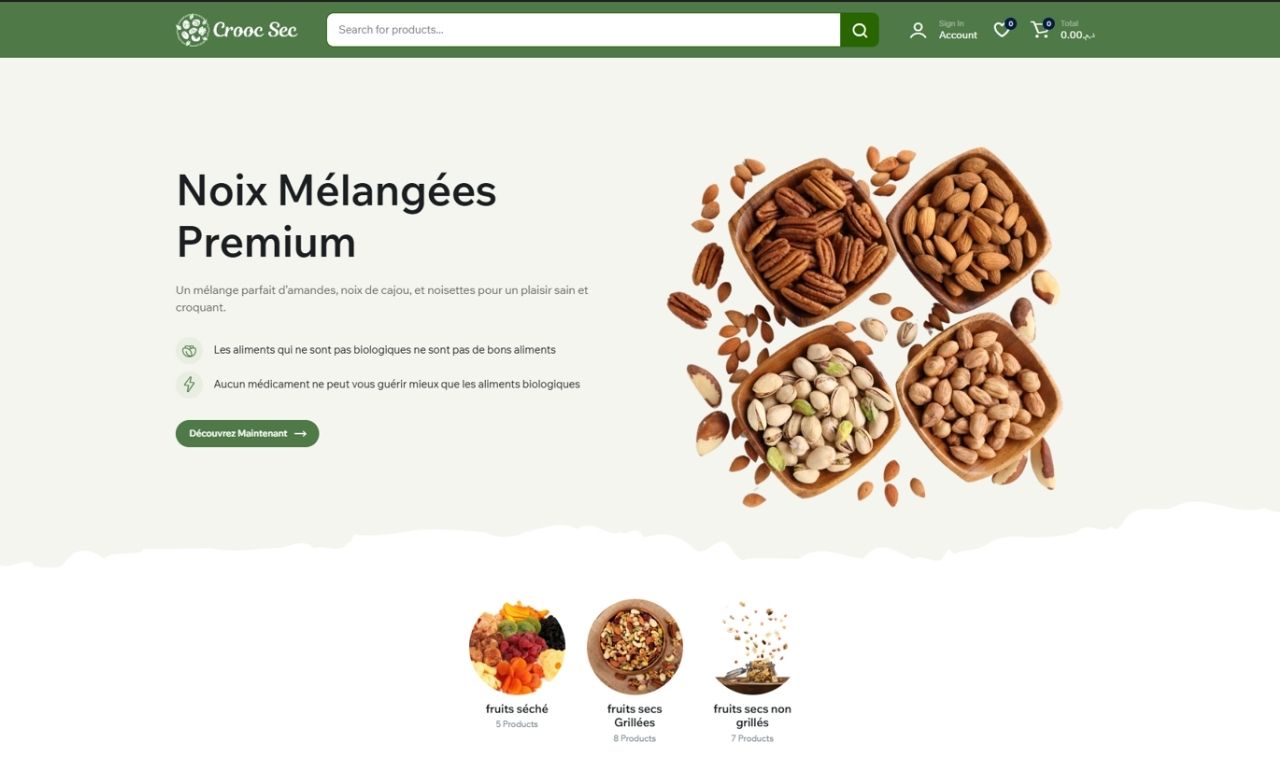 Crooc Sec
Search for products...
Sign In
Account
0
0
Total
0.00د.م.
Noix Mélangées
Premium
Un mélange parfait d'amandes, noix de cajou, et noisettes pour un plaisir sain et
croquant.
Les aliments qui ne sont pas biologiques ne sont pas de bons aliments
Aucun médicament ne peut vous guérir mieux que les aliments biologiques
Découvrez Maintenant
fruits séché
5 Products
fruits secs
Grillées
8 Products
fruits secs non
grillés
7 Products